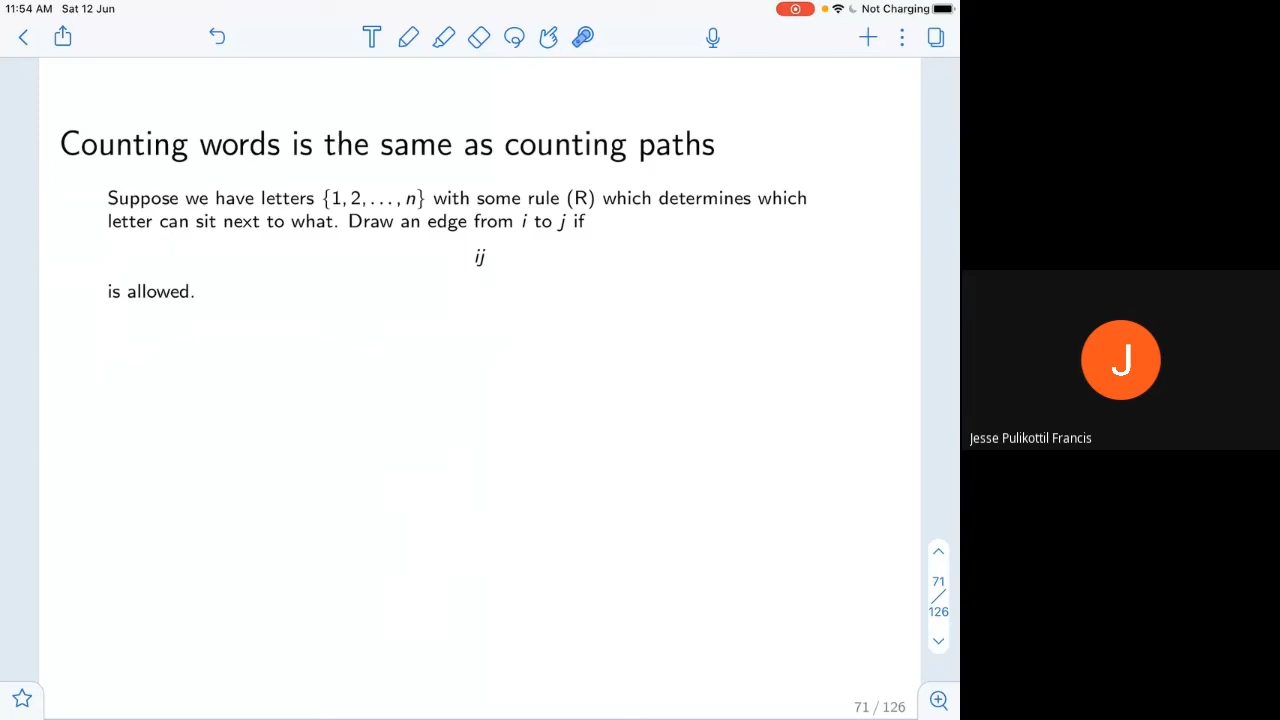 11:54 AM Sat 12 Jun
Not Charging
T
Counting words is the same as counting paths
Suppose we have letters {1, 2, . . . , n} with some rule (R) which determines which
letter can sit next to what. Draw an edge from i to j if
ij
is allowed.
J
Jesse Pulikottil Francis
71
126
71 / 126